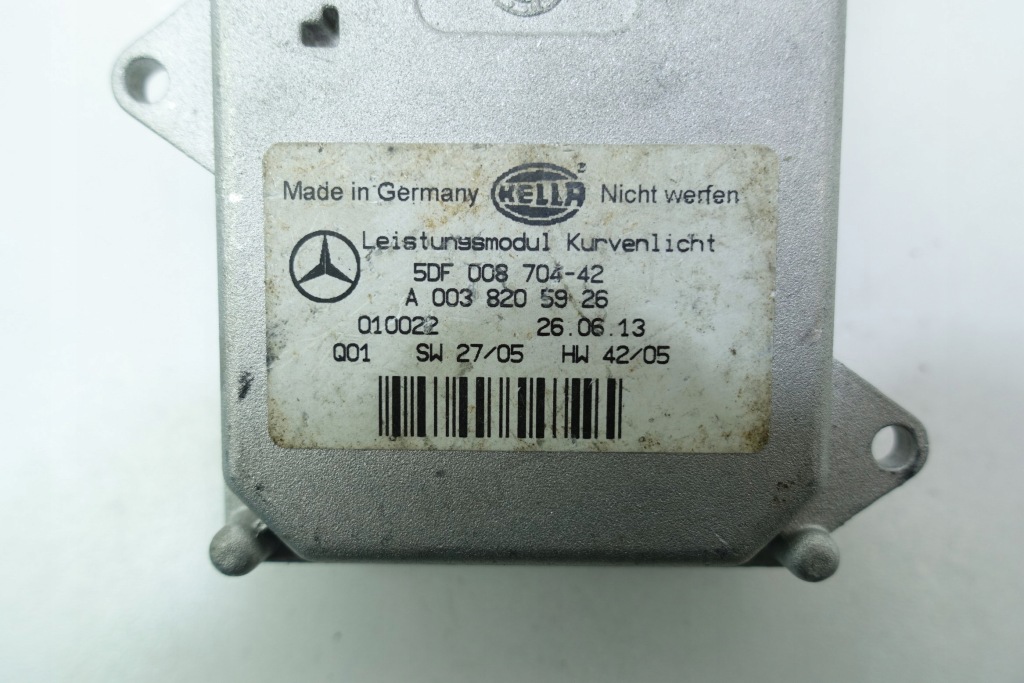 Made in Germany HELLA Nicht werfen
Leistungsmodul Kurvenlicht
5DF 008 704-42
A 003 820 59 26
010022 26.06.13
Q01 SW 27/05 HW 42/05